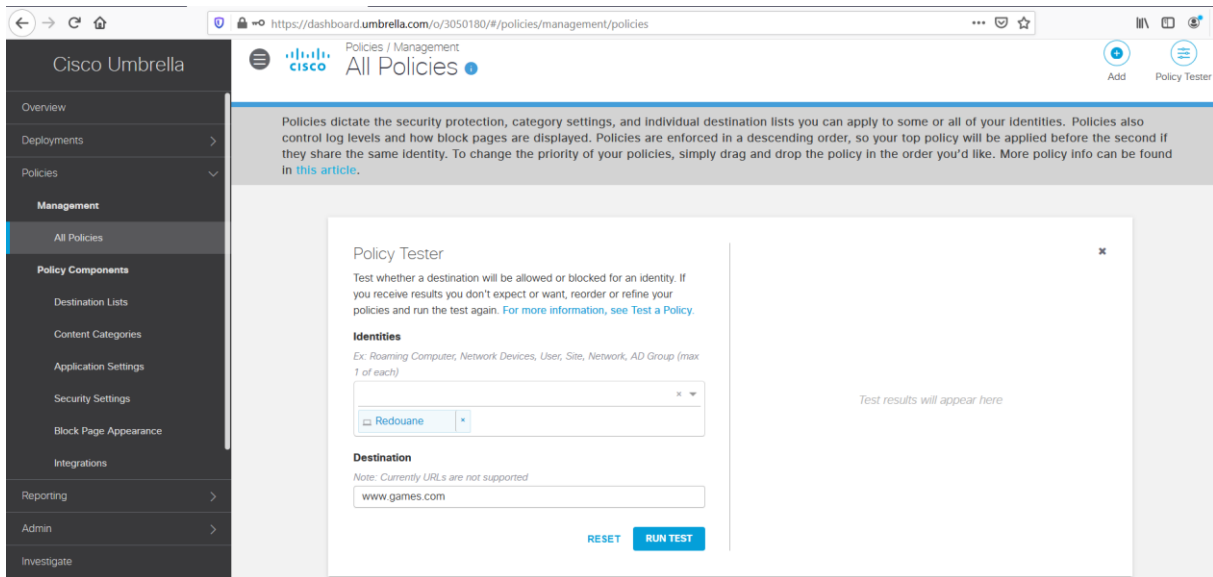 https://dashboard.umbrella.com/o/3050180/#/policies/management/policies
Cisco Umbrella
Overview
Deployments
Policies
Management
All Policies
Policy Components
Destination Lists
Content Categories
Application Settings
Security Settings
Block Page Appearance
Integrations
Reporting
Admin
Investigate
CISCO
Policies / Management
All Policies
Add
Policy Tester
Policies dictate the security protection, category settings, and individual destination lists you can apply to some or all of your identities. Policies also
control log levels and how block pages are displayed. Policies are enforced in a descending order, so your top policy will be applied before the second if
they share the same identity. To change the priority of your policies, simply drag and drop the policy in the order you'd like. More policy info can be found
in this article.
Policy Tester
Test whether a destination will be allowed or blocked for an identity. If
you receive results you don't expect or want, reorder or refine your
policies and run the test again. For more information, see Test a Policy.
Identities
Ex: Roaming Computer, Network Devices, User, Site, Network, AD Group (max
1 of each)
Redouane
Destination
Note: Currently URLs are not supported
www.games.com
RESET RUN TEST
Test results will appear here